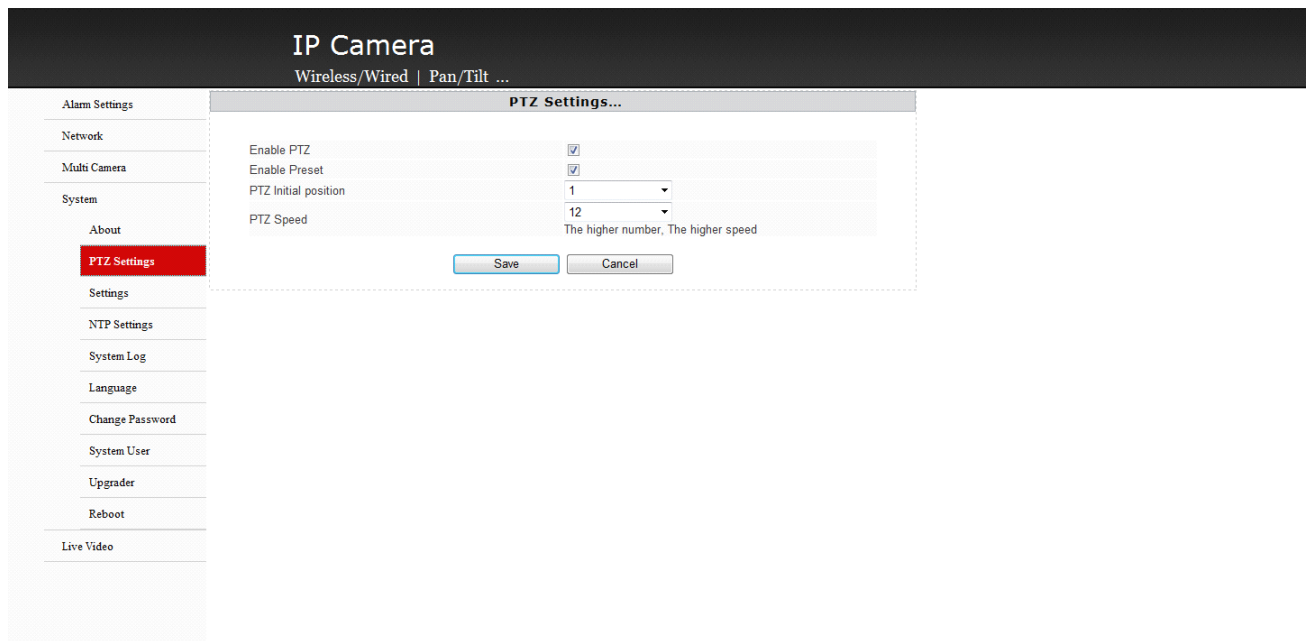 IP Camera
Wireless/Wired | Pan/Tilt ...
Alarm Settings
Network
Multi Camera
System
About
PTZ Settings
Settings
NTP Settings
System Log
Language
Change Password
System User
Upgrader
Reboot
Live Video
PTZ Settings...
Enable PTZ
Enable Preset
PTZ Initial position 1
PTZ Speed 12
The higher number, The higher speed
Save Cancel